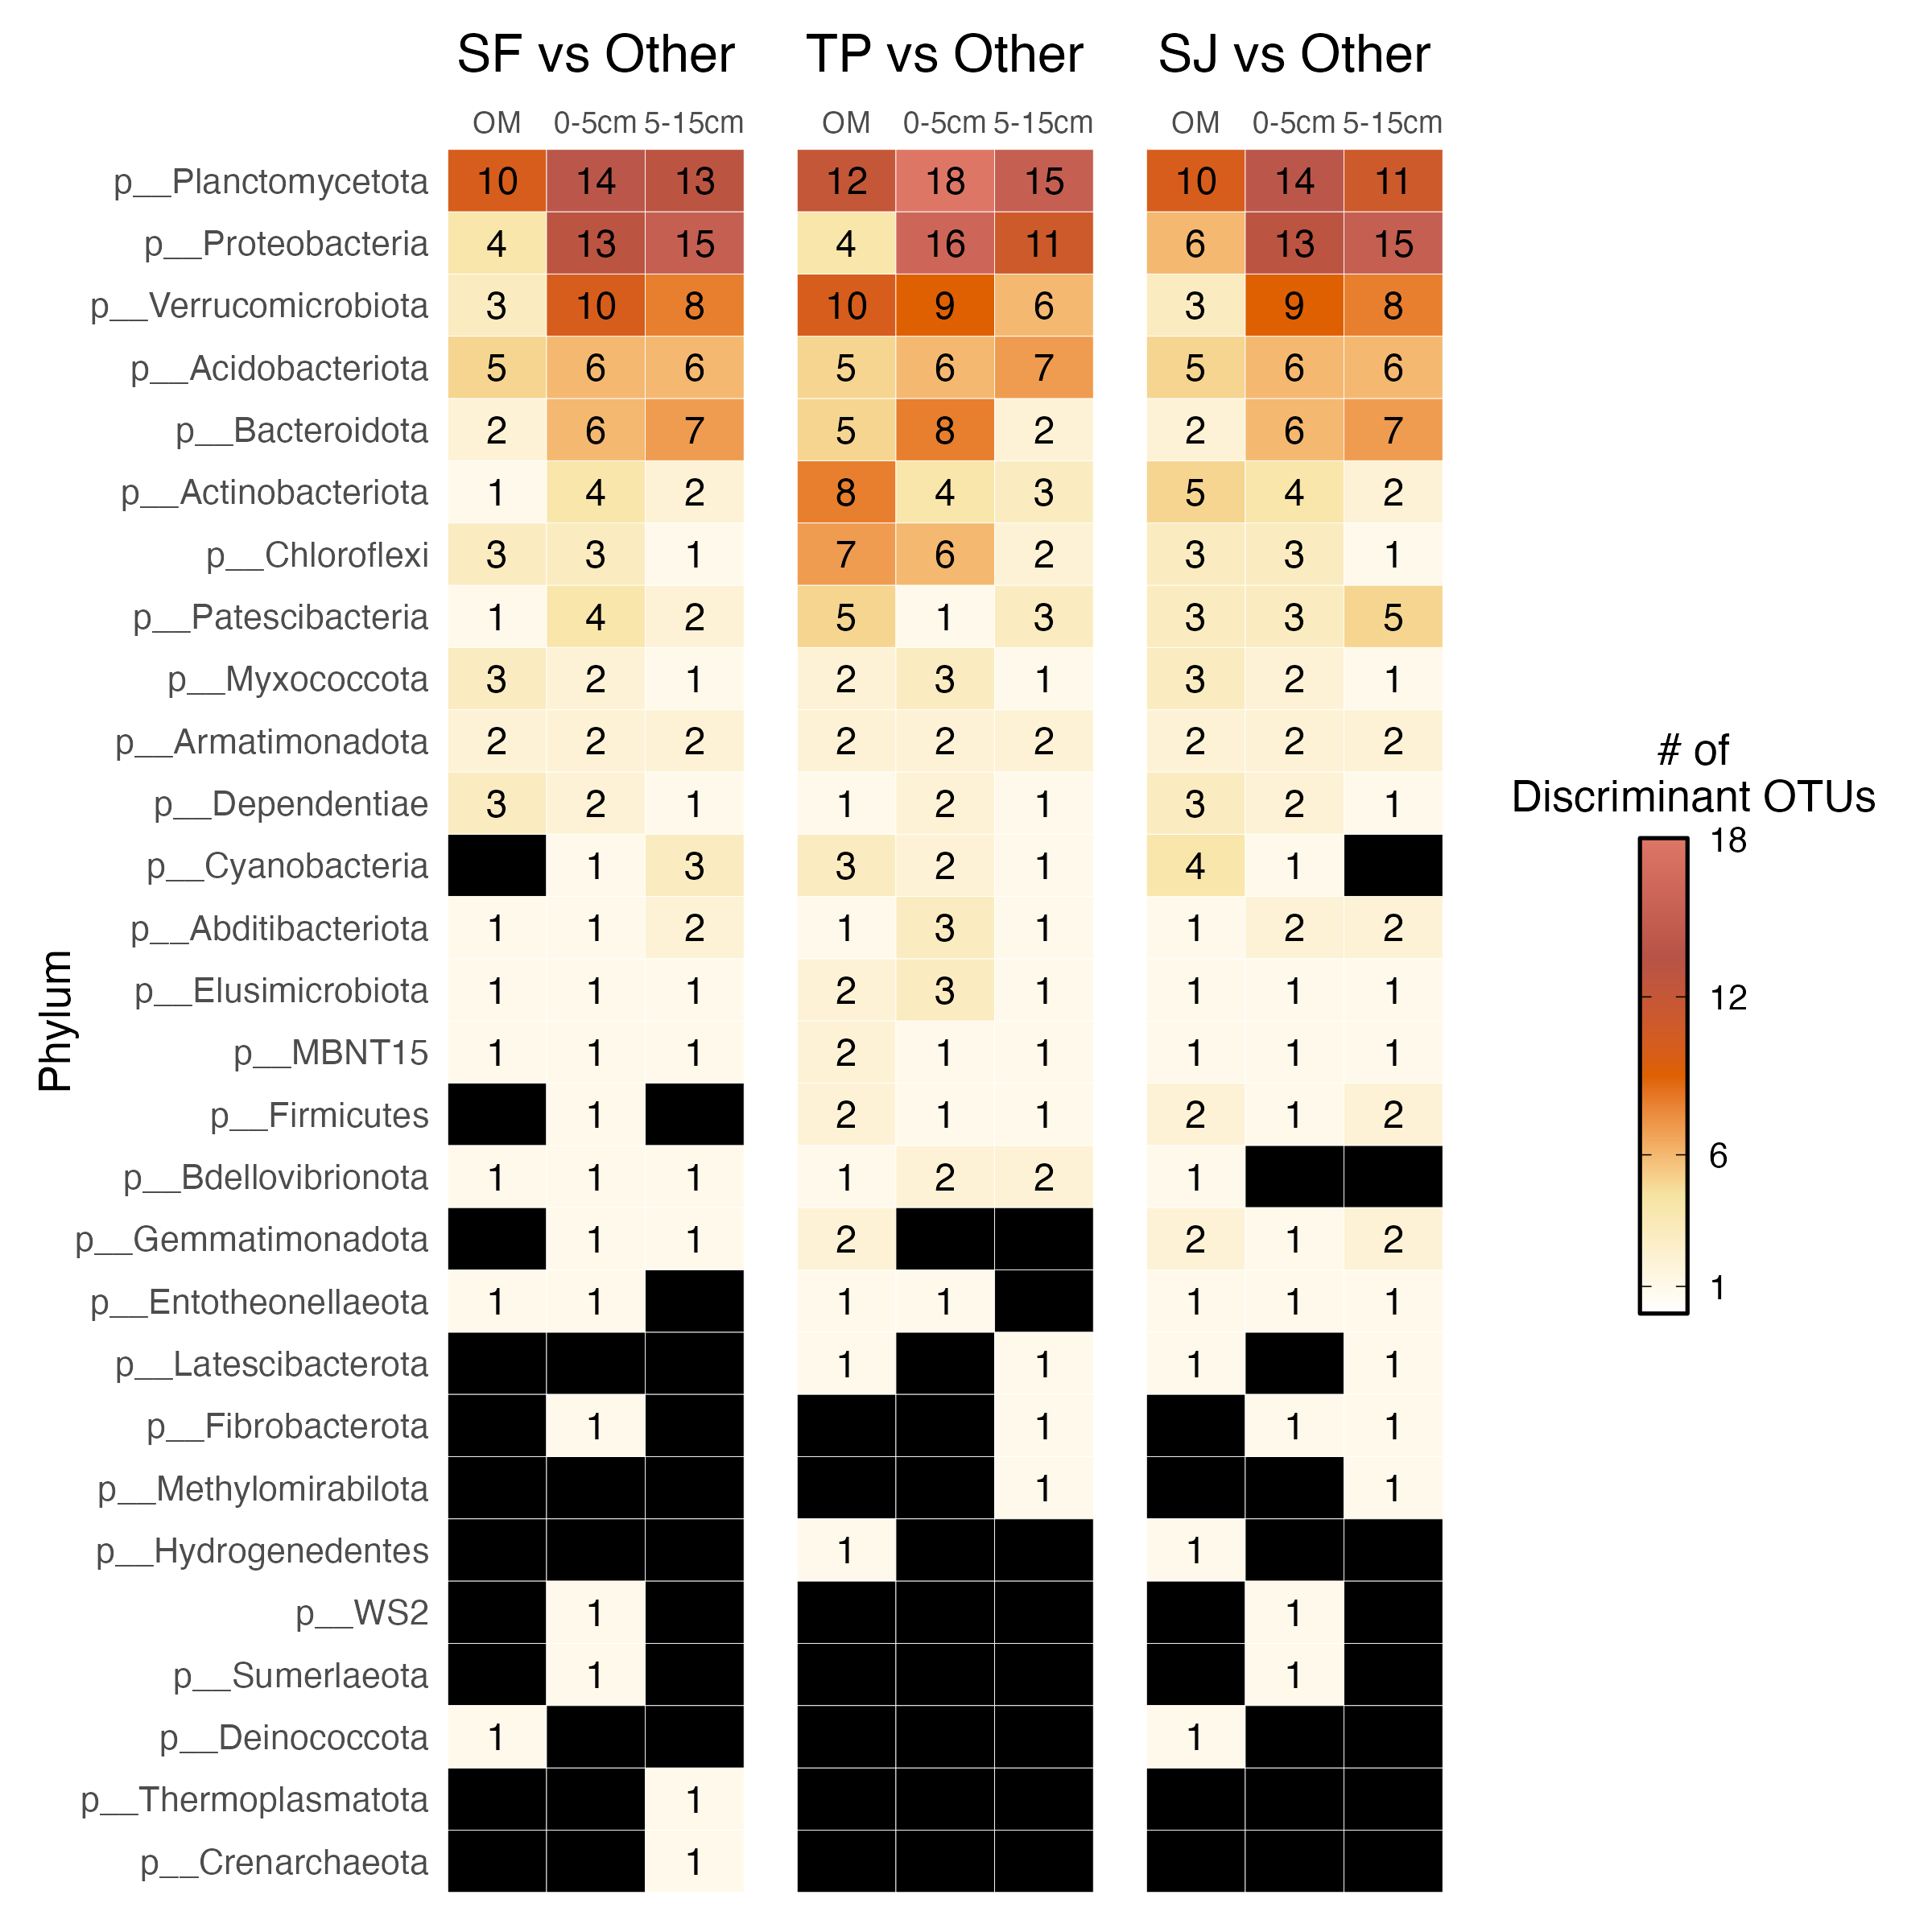 SF vs Other TP vs Other SJ vs Other
OM 0-5cm 5-15cm OM 0-5cm 5-15cm OM 0-5cm 5-15cm
p__Planctomycetota 10 14 13 12 18 15 10 14 11
p__Proteobacteria 4 13 15 4 16 11 6 13 15
p__Verrucomicrobiota 3 10 8 10 9 6 3 9 8
p__Acidobacteriota 5 6 6 5 6 7 5 6 6
p__Bacteroidota 2 6 7 5 8 2 2 6 7
p__Actinobacteriota 1 4 2 8 4 3 5 4 2
p__Chloroflexi 3 3 1 7 6 2 3 3 1
p__Patescibacteria 1 4 2 5 1 3 3 3 5
p__Myxococcota 3 2 1 2 3 1 3 2 1
p__Armatimonadota 2 2 2 2 2 2 2 2 2
p__Dependentiae 3 2 1 1 2 1 3 2 1
p__Cyanobacteria 1 3 3 2 1 4 1
p__Abditibacteriota 1 1 2 1 3 1 1 2 2
p__Elusimicrobiota 1 1 1 2 3 1 1 1 1
p__MBNT15 1 1 1 2 1 1 1 1 1
p__Firmicutes 1 2 1 1 2 1 2
p__Bdellovibrionota 1 1 1 1 2 2 1
p__Gemmatimonadota 1 1 2 2 1 2
p__Entotheonellaeota 1 1 1 1 1 1 1
p__Latescibacterota 1 1 1 1
p__Fibrobacterota 1 1 1 1
p__Methylomirabilota 1 1
p__Hydrogenedentes 1 1
p__WS2 1 1
p__Sumerlaeota 1 1
p__Deinococcota 1 1
p__Thermoplasmatota 1
p__Crenarchaeota 1
Phylum
# of
Discriminant OTUs
18
12
6
1